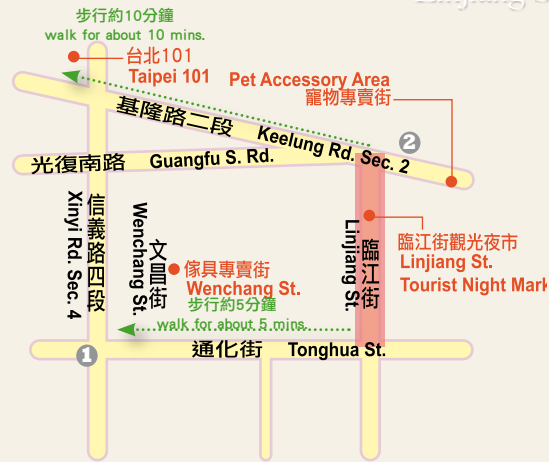 Linjiang S
步行約10分鐘
walk for about 10 mins.
台北101
Taipei 101
Pet Accessory Area
寵物專賣街
基隆路二段 Keelung Rd. Sec. 2
2
光復南路 Guangfu S. Rd.
信義路四段
Xinyi Rd. Sec. 4
文昌街
Wenchang St.
傢具專賣街
Wenchang St.
步行約5分鐘
walk for about 5 mins.
臨江街
Linjiang St.
臨江街觀光夜市
Linjiang St.
Tourist Night Mark
1
通化街 Tonghua St.